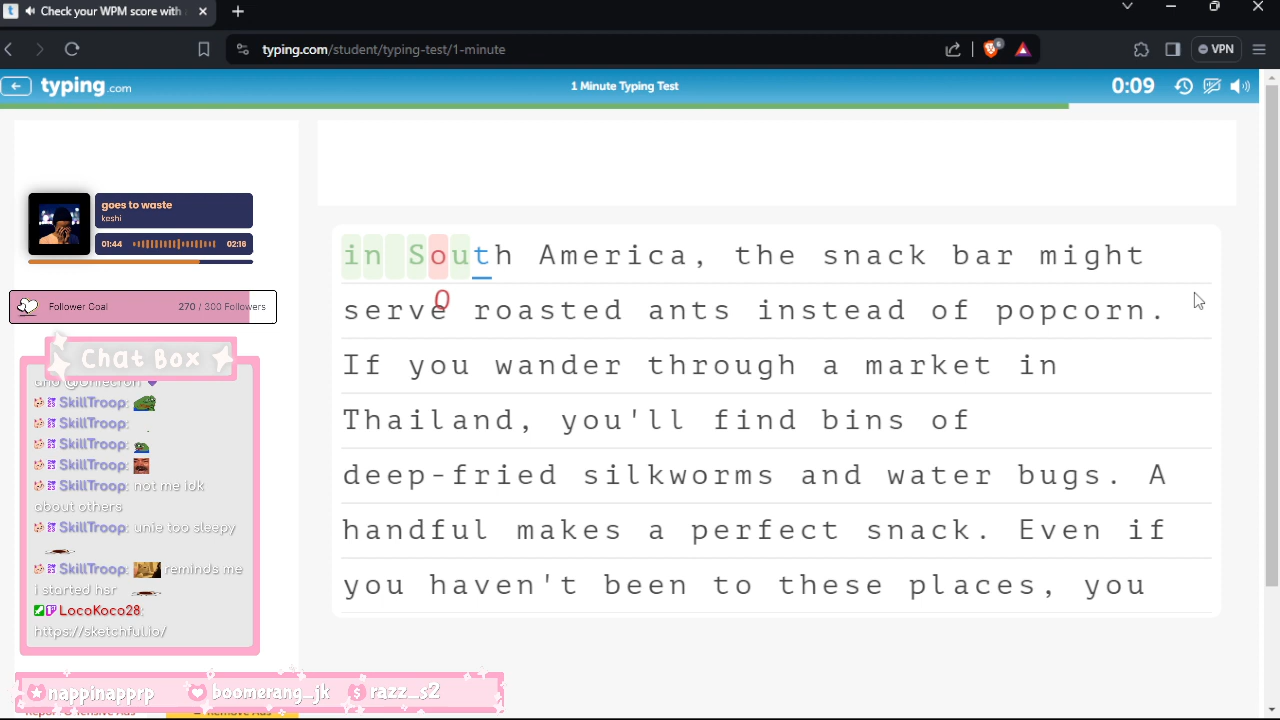 Check your WPM score with
typing.com/student/typing-test/1-minute
6
VPN
typing.com
1 Minute Typing Test
0:09
goes to waste
keshi
01:44
02:16
Follower Goal
270 / 300 Followers
Chat Box
SkillTroop:
SkillTroop:
SkillTroop:
SkillTroop:
SkillTroop: not me idk
about others
SkillTroop: unie too sleepy
SkillTroop: reminds me
I started hsr
LocoKoco28:
https://sketchful.io/
nappinapprp
boomerang_jk
razz_s2
Remove Ads
in South America, the snack bar might
O
serve roasted ants instead of popcorn.
If you wander through a market in
Thailand, you'll find bins of
deep-fried silkworms and water bugs. A
handful makes a perfect snack. Even if
you haven't been to these places, you